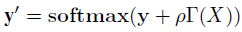 y′ = softmax(y + ρΓ(X))